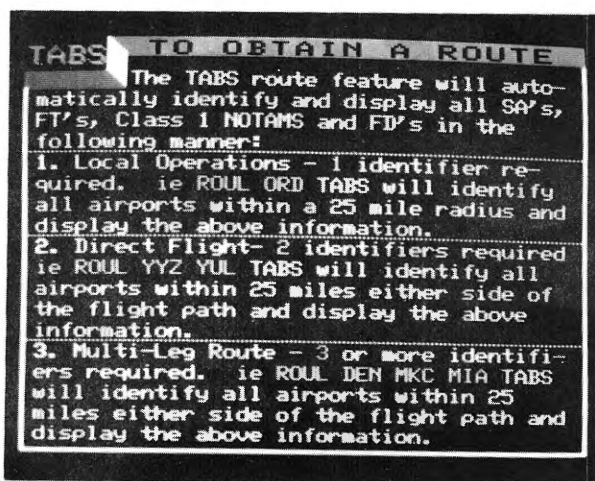 TABS TO OBTAIN A ROUTE
The TABS route feature will auto-
matically identify and display all SA's,
FT's, Class 1 NOTAMS and FD's in the
following manner:
1. Local Operations - 1 identifier re-
quired. ie ROUL ORD TABS will identify
all airports within a 25 mile radius and
display the above information.
2. Direct Flight- 2 identifiers required
ie ROUL YYZ YUL TABS will identify all
airports within 25 miles either side of
the flight path and display the above
information.
3. Multi-Leg Route - 3 or more identifi-
ers required. ie ROUL DEN MKC MIA TABS
will identify all airports within 25
miles either side of the flight path and
display the above information.